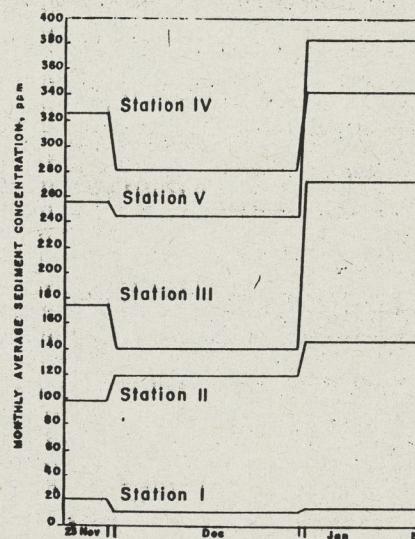 MONTHLY AVERAGE SEDIMENT CONCENTRATION, ppm
400
380
360
340
320
300
280
260
240
220
200
180
160
140
120
100
80
60
40
20
0
Station IV
Station V
Station III
Station II
Station I
25 Nov
Dec
Jan